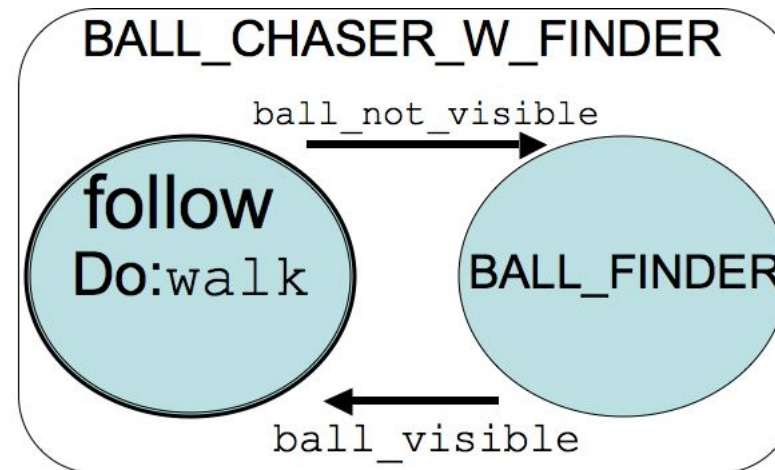 BALL_CHASER_W_FINDER
ball_not_visible
follow
Do:walk
BALL_FINDER
ball_visible